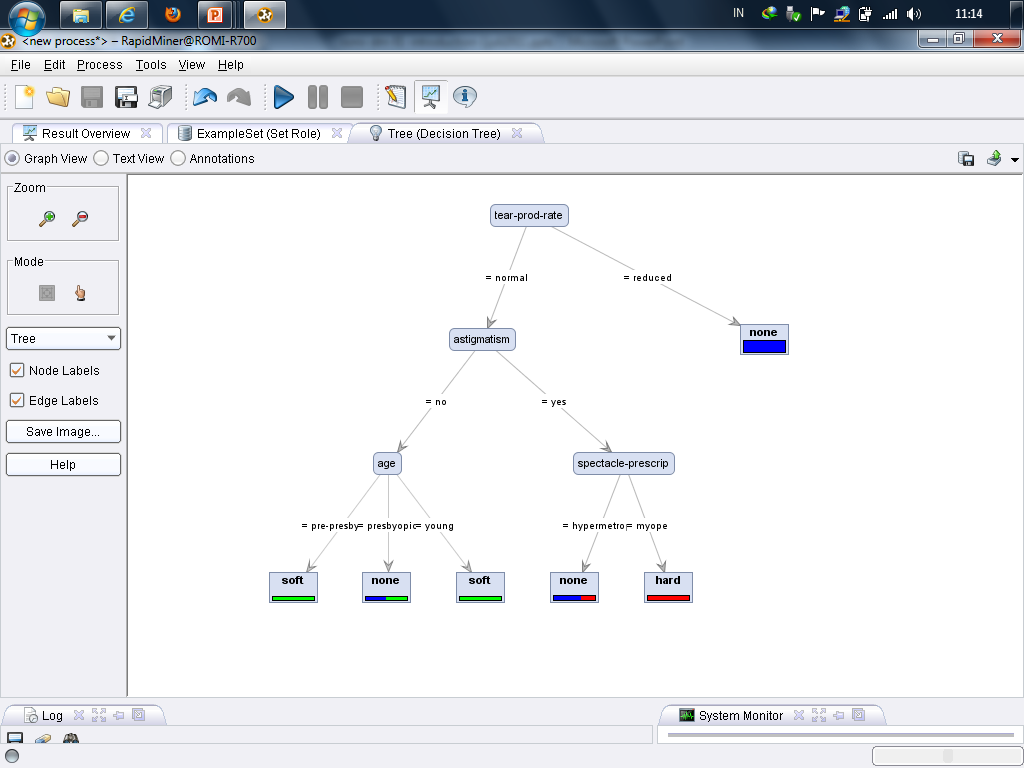 IN 11:14
<new process*> – RapidMiner@ROMI-R700
File Edit Process Tools View Help
Result Overview ExampleSet (Set Role) Tree (Decision Tree)
Graph View Text View Annotations
Zoom
Mode
Tree
Node Labels
Edge Labels
Save Image...
Help
tear-prod-rate
= normal = reduced
none
astigmatism
= no = yes
age spectacle-prescrip
= pre-presby = presbyopic = young = hypermetrop = myope
soft none soft none hard
Log System Monitor